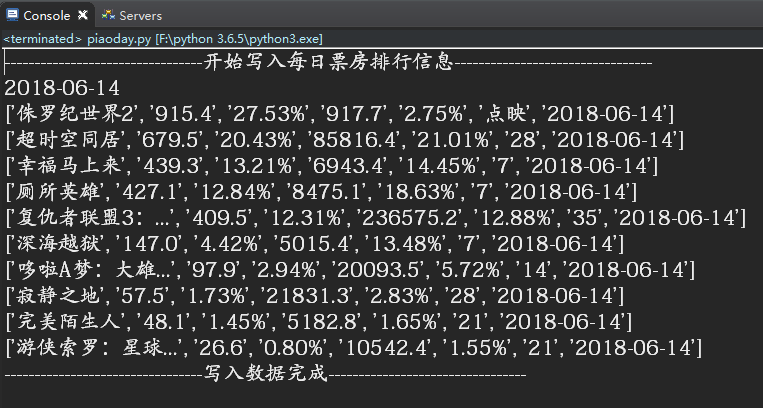 Console Servers
<terminated> piaoday.py [F:\python 3.6.5\python3.exe]
---------------------------------开始写入每日票房排行信息---------------------------------
2018-06-14
['侏罗纪世界2','915.4','27.53%','917.7','2.75%','点映','2018-06-14']
['超时空同居','679.5','20.43%','85816.4','21.01%','28','2018-06-14']
['幸福马上来','439.3','13.21%','6943.4','14.45%','7','2018-06-14']
['厕所英雄','427.1','12.84%','8475.1','18.63%','7','2018-06-14']
['复仇者联盟3：...','409.5','12.31%','236575.2','12.88%','35','2018-06-14']
['深海越狱','147.0','4.42%','5015.4','13.48%','7','2018-06-14']
['哆啦A梦：大雄...','97.9','2.94%','20093.5','5.72%','14','2018-06-14']
['寂静之地','57.5','1.73%','21831.3','2.83%','28','2018-06-14']
['完美陌生人','48.1','1.45%','5182.8','1.65%','21','2018-06-14']
['游侠索罗：星球...','26.6','0.80%','10542.4','1.55%','21','2018-06-14']
---------------------------------写入数据完成---------------------------------